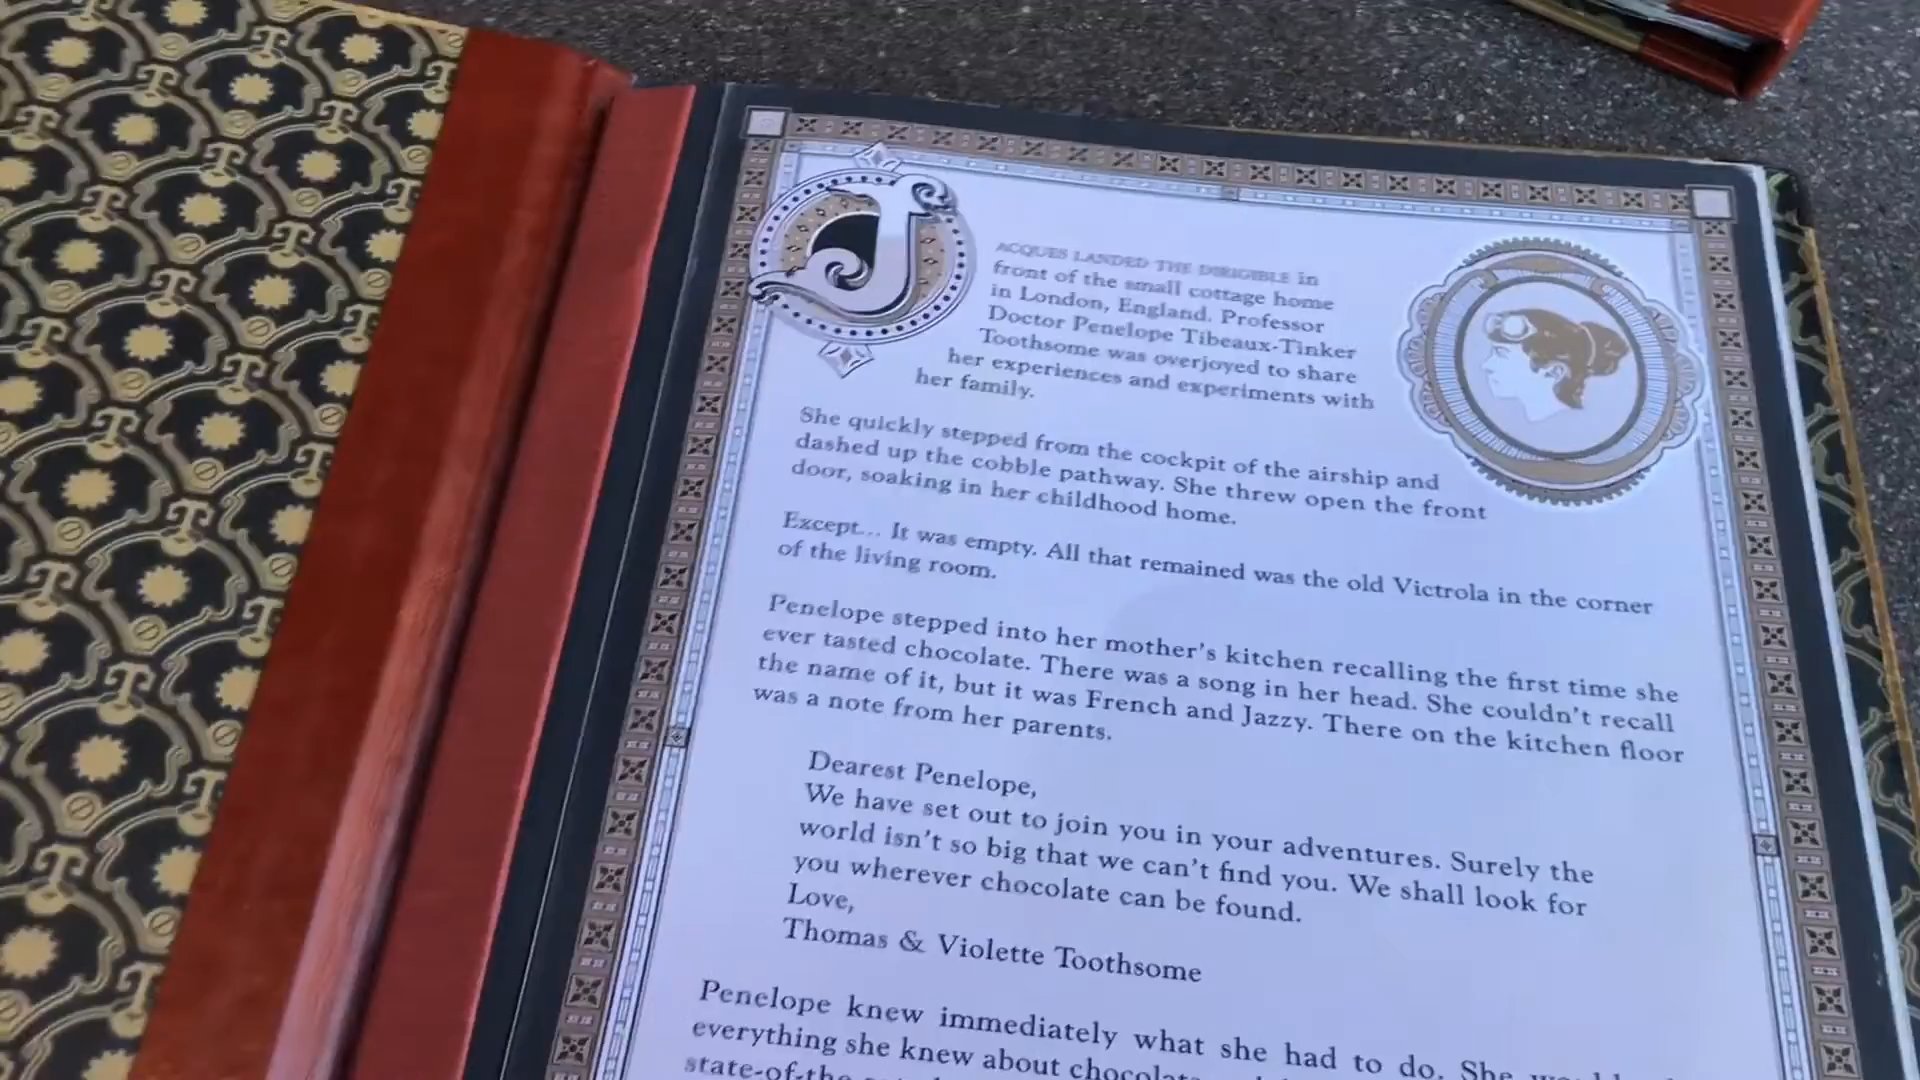 JACQUES LANDED THE DIRIGIBLE in
front of the small cottage home
in London, England. Professor
Doctor Penelope Tibeaux-Tinker
Toothsome was overjoyed to share
her experiences and experiments with
her family.
She quickly stepped from the cockpit of the airship and
dashed up the cobble pathway. She threw open the front
door, soaking in her childhood home.
Except... It was empty. All that remained was the old Victrola in the corner
of the living room.
Penelope stepped into her mother's kitchen recalling the first time she
ever tasted chocolate. There was a song in her head. She couldn't recall
the name of it, but it was French and Jazzy. There on the kitchen floor
was a note from her parents.
Dearest Penelope,
We have set out to join you in your adventures. Surely the
world isn't so big that we can't find you. We shall look for
you wherever chocolate can be found.
Love,
Thomas & Violette Toothsome
Penelope knew immediately what she had to do. She
everything she knew about
state-of-the